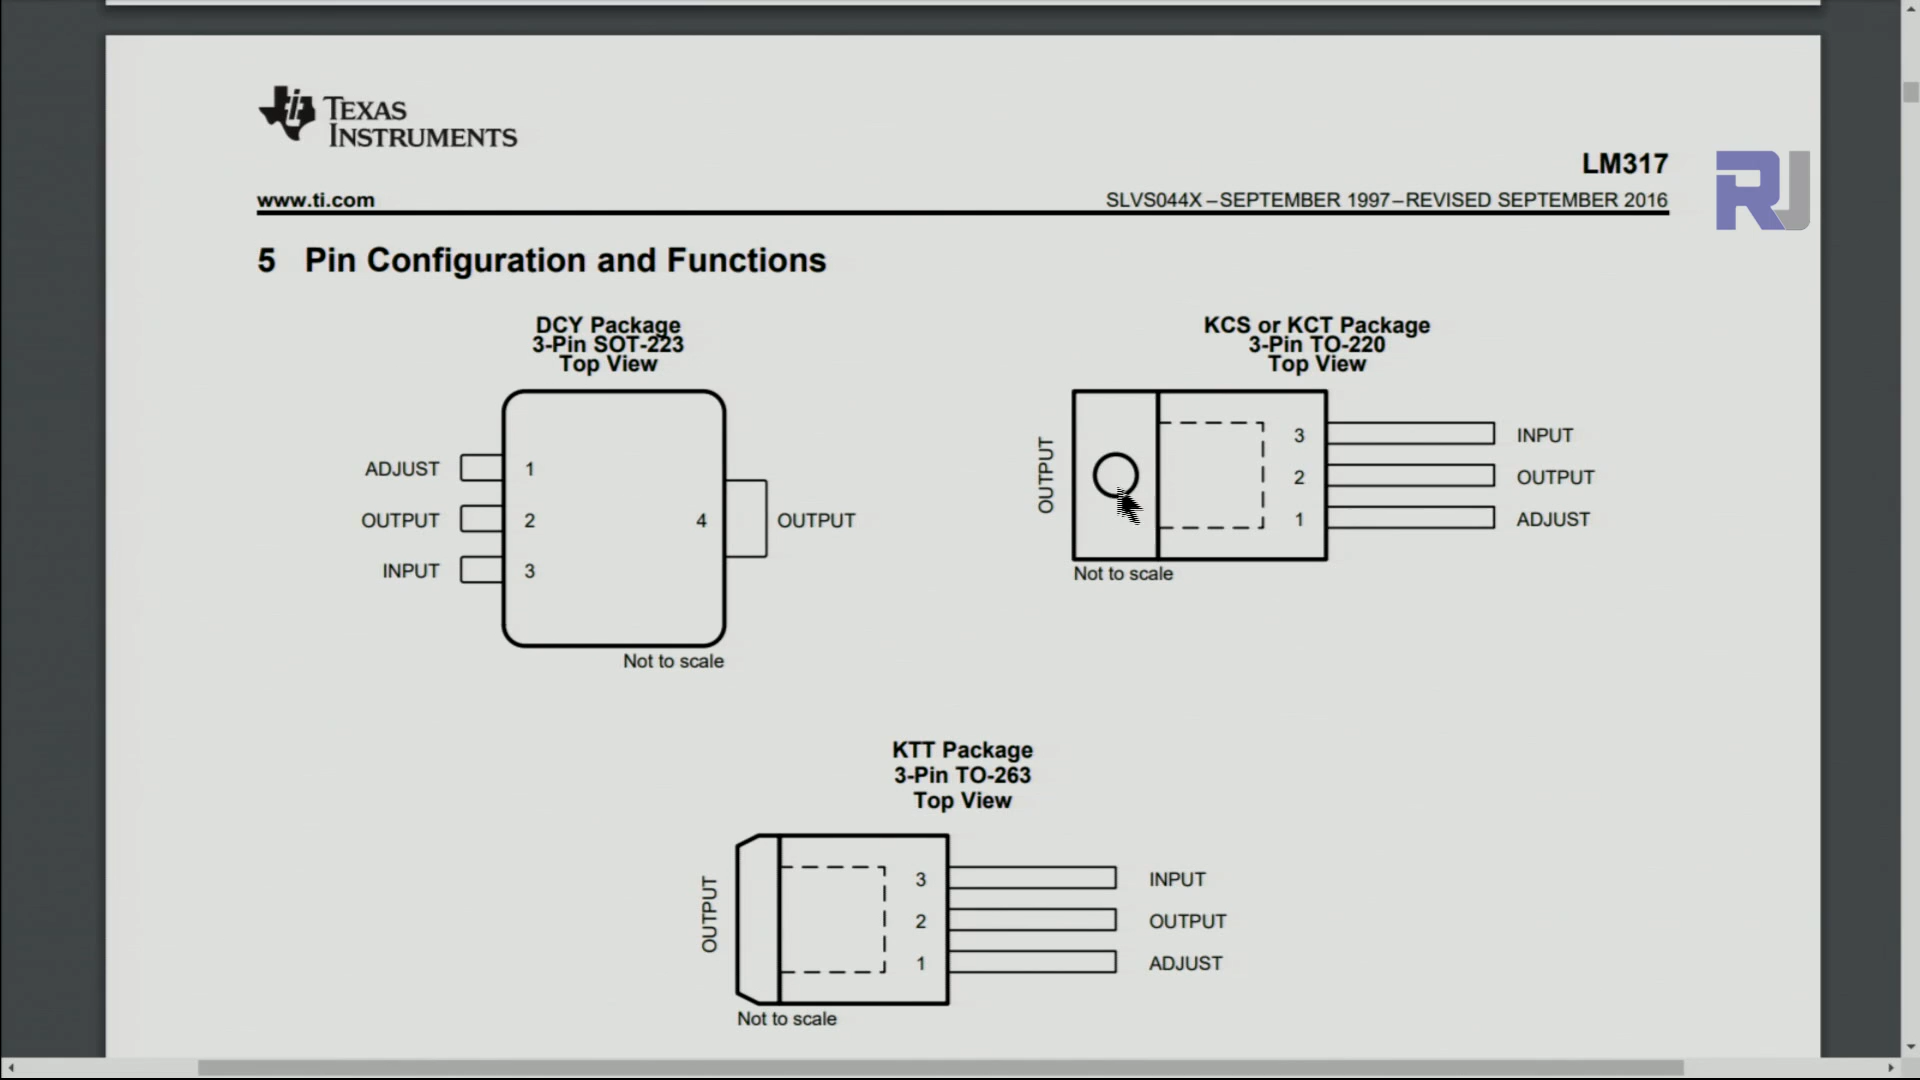 TEXAS
INSTRUMENTS
LM317
www.ti.com
SLVS044X –SEPTEMBER 1997–REVISED SEPTEMBER 2016
RJ
5 Pin Configuration and Functions
DCY Package
3-Pin SOT-223
Top View
ADJUST
OUTPUT
INPUT
1
2
3
4
OUTPUT
Not to scale
KCS or KCT Package
3-Pin TO-220
Top View
OUTPUT
3 INPUT
2 OUTPUT
1 ADJUST
Not to scale
KTT Package
3-Pin TO-263
Top View
OUTPUT
3 INPUT
2 OUTPUT
1 ADJUST
Not to scale